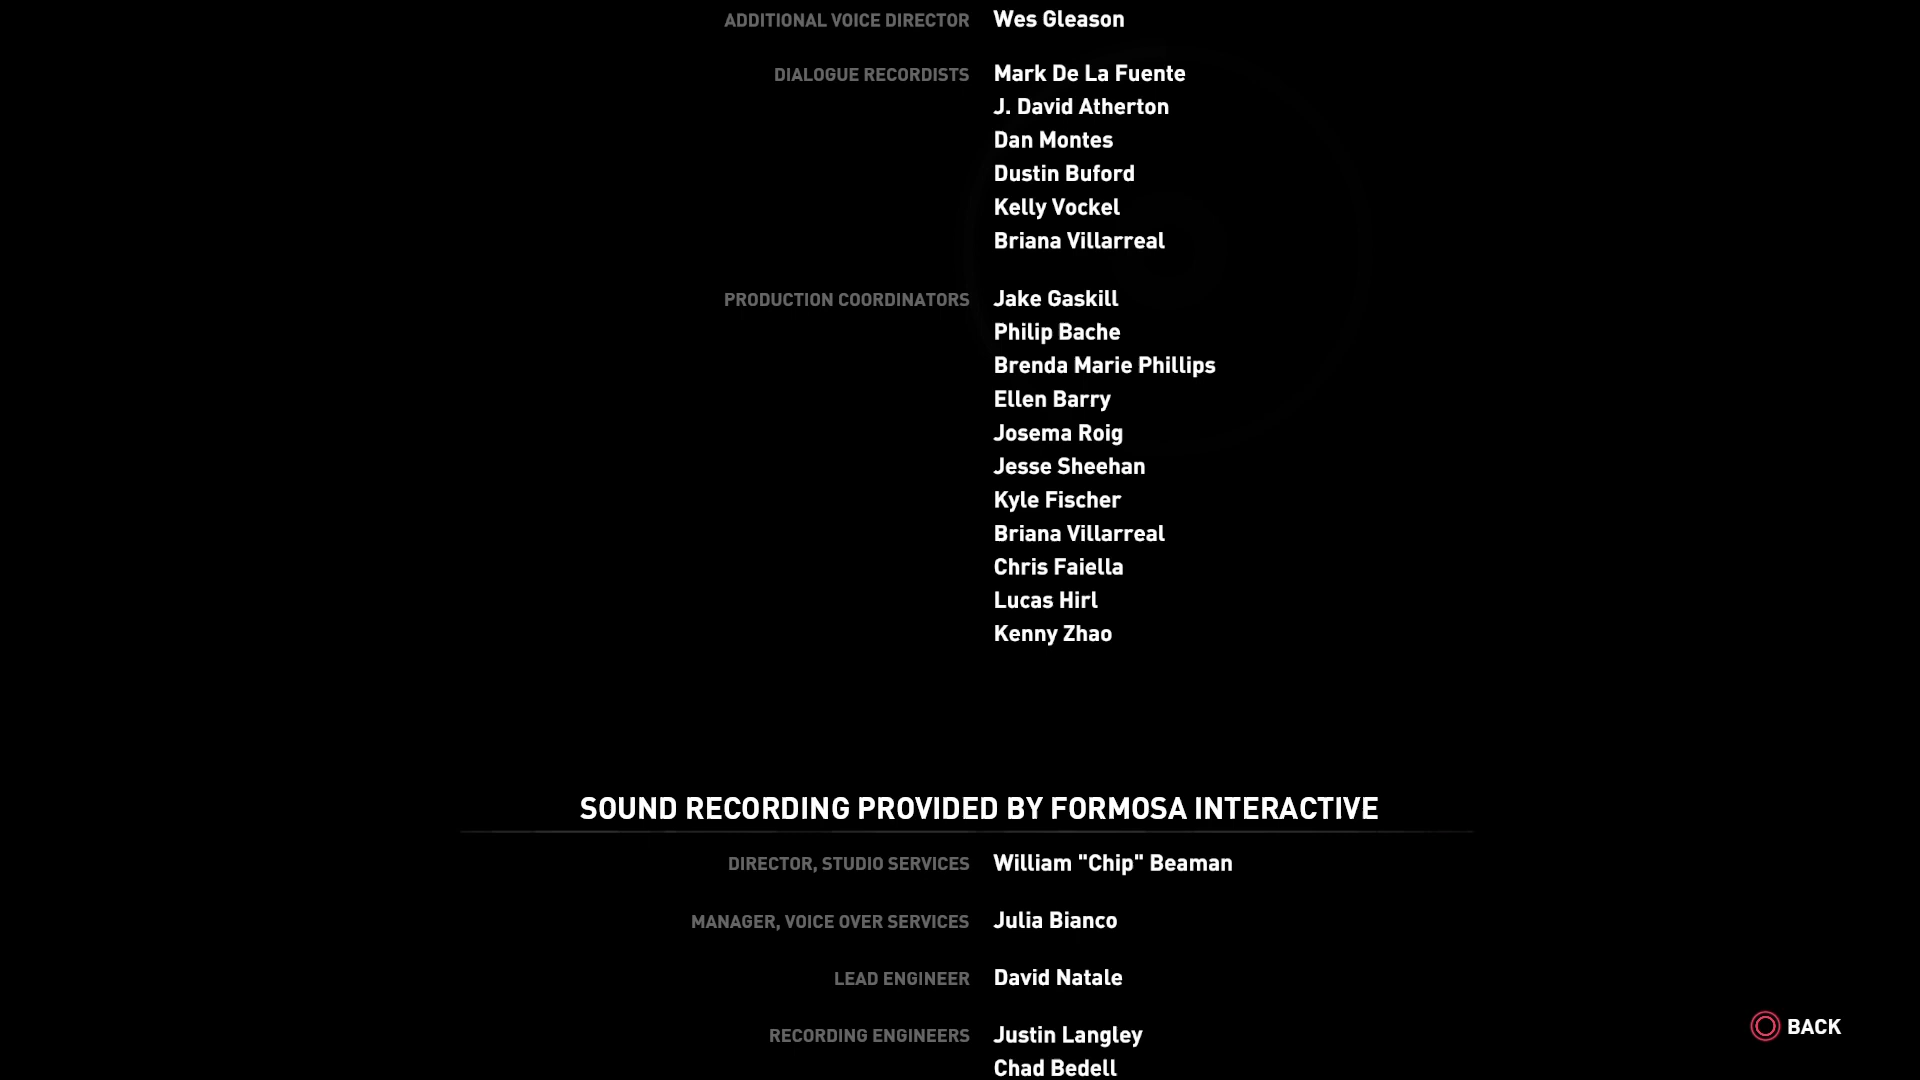 ADDITIONAL VOICE DIRECTOR Wes Gleason
DIALOGUE RECORDISTS Mark De La Fuente
J. David Atherton
Dan Montes
Dustin Buford
Kelly Vockel
Briana Villarreal
PRODUCTION COORDINATORS Jake Gaskill
Philip Bache
Brenda Marie Phillips
Ellen Barry
Josema Roig
Jesse Sheehan
Kyle Fischer
Briana Villarreal
Chris Faiella
Lucas Hirl
Kenny Zhao
SOUND RECORDING PROVIDED BY FORMOSA INTERACTIVE
DIRECTOR, STUDIO SERVICES William "Chip" Beaman
MANAGER, VOICE OVER SERVICES Julia Bianco
LEAD ENGINEER David Natale
RECORDING ENGINEERS Justin Langley
Chad Bedell
BACK